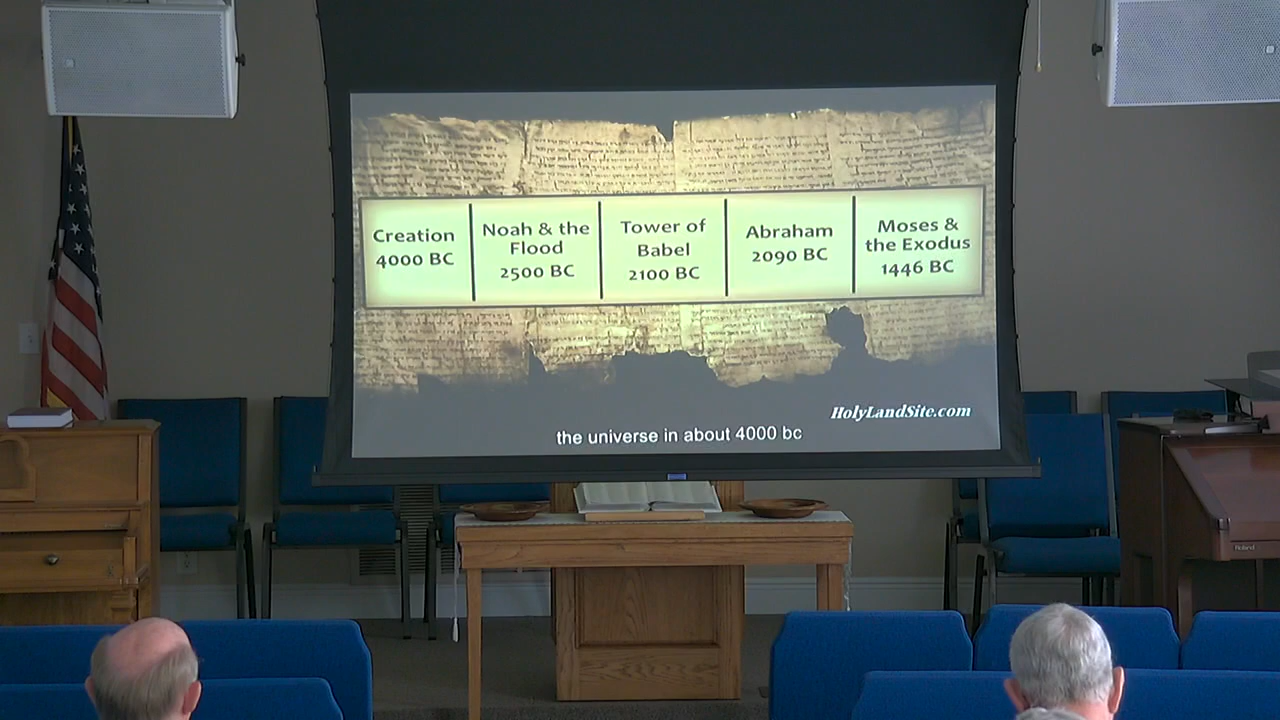 Creation
4000 BC
Noah & the
Flood
2500 BC
Tower of
Babel
2100 BC
Abraham
2090 BC
Moses &
the Exodus
1446 BC
HolyLandSite.com
the universe in about 4000 bc
Roland